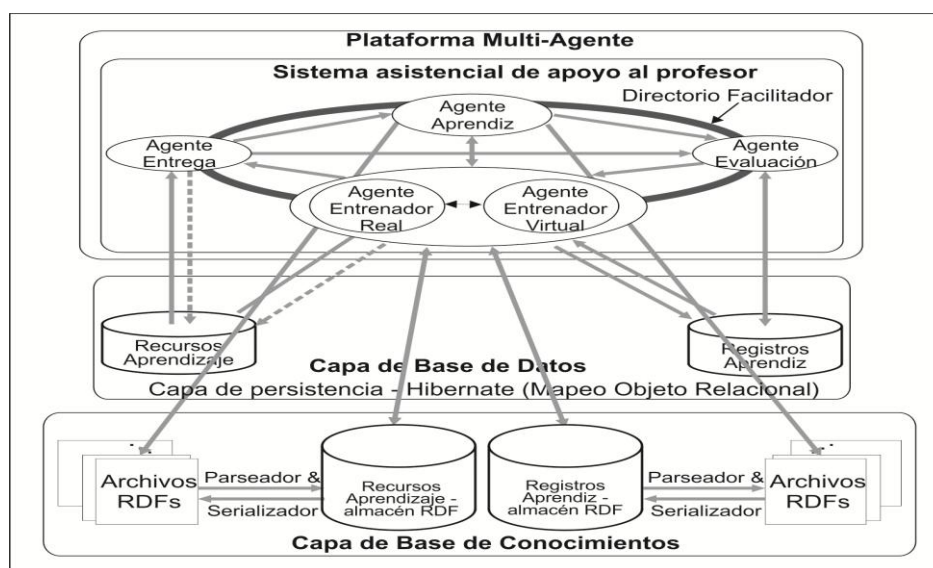 Plataforma Multi-Agente
Sistema asistencial de apoyo al profesor
Directorio Facilitador
Agente
Aprendiz
Agente
Entrega
Agente
Evaluación
Agente
Entrenador
Real
Agente
Entrenador
Virtual
Recursos
Aprendizaje
Registros
Aprendiz
Capa de Base de Datos
Capa de persistencia - Hibernate (Mapeo Objeto Relacional)
Archivos
RDFs
Parseador &
Serializador
Recursos
Aprendizaje -
almacén RDF
Registros
Aprendiz -
almacén RDF
Parseador &
Serializador
Archivos
RDFs
Capa de Base de Conocimientos